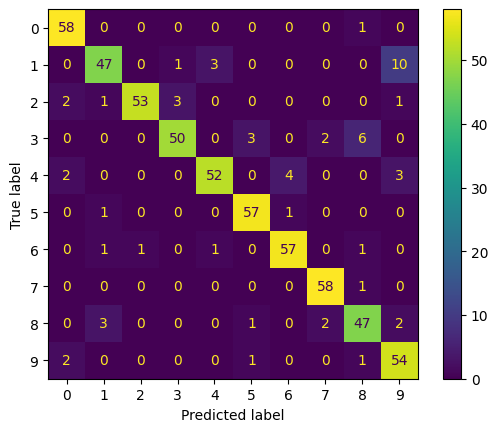 0 58 0 0 0 0 0 0 0 1 0
1 0 47 0 1 3 0 0 0 0 10
2 2 1 53 3 0 0 0 0 0 1
3 0 0 0 50 0 3 0 2 6 0
4 2 0 0 0 52 0 4 0 0 3
5 0 1 0 0 0 57 1 0 0 0
6 0 1 1 0 1 0 57 0 1 0
7 0 0 0 0 0 0 0 58 1 0
8 0 3 0 0 0 1 0 2 47 2
9 2 0 0 0 0 1 0 0 1 54
0 1 2 3 4 5 6 7 8 9
Predicted label
True label
50
40
30
20
10
0